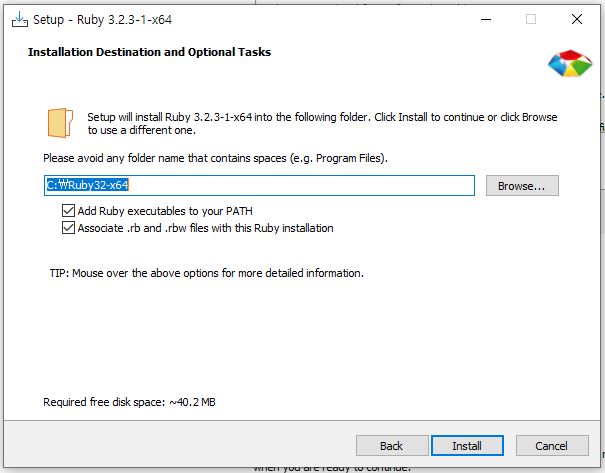 Setup - Ruby 3.2.3-1-x64
Installation Destination and Optional Tasks
Setup will install Ruby 3.2.3-1-x64 into the following folder. Click Install to continue or click Browse
to use a different one.
Please avoid any folder name that contains spaces (e.g. Program Files).
C:₩Ruby32-x64
Browse...
Add Ruby executables to your PATH
Associate .rb and .rbw files with this Ruby installation
TIP: Mouse over the above options for more detailed information.
Required free disk space: ~40.2 MB
Back
Install
Cancel
when you are ready to continue.